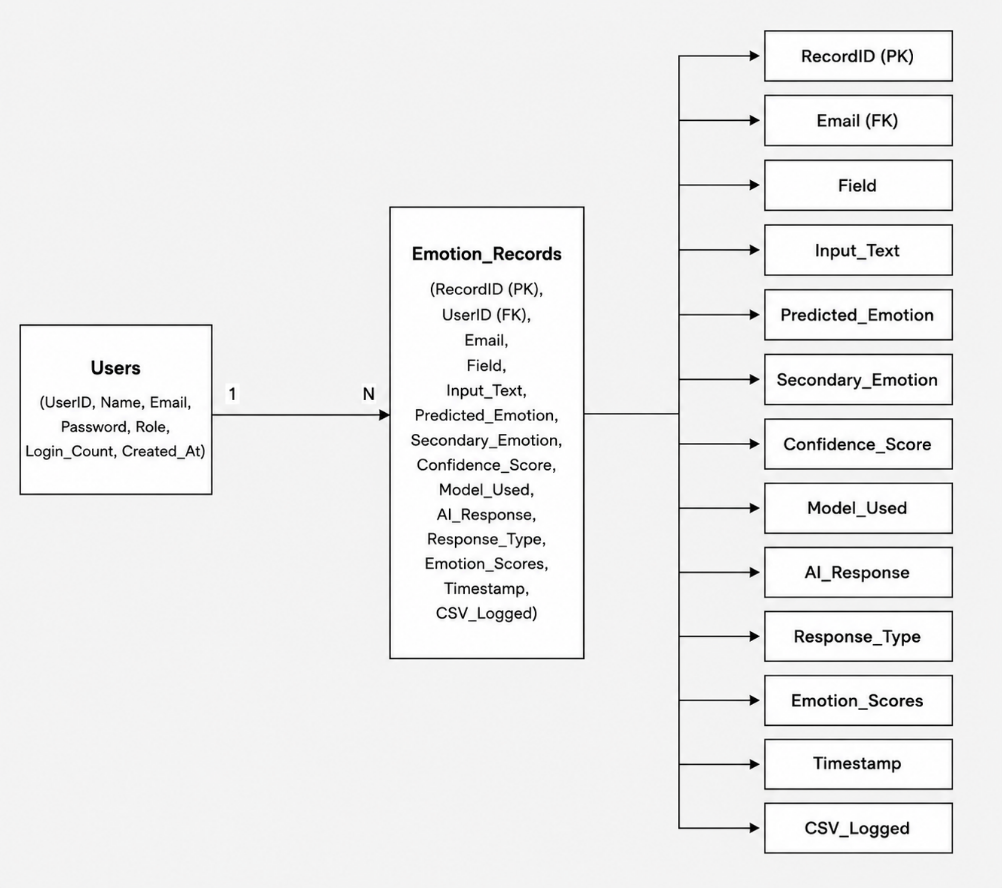 Users
(UserID, Name, Email,
Password, Role,
Login_Count, Created_At)
1
N
Emotion_Records
(RecordID (PK),
UserID (FK),
Email,
Field,
Input_Text,
Predicted_Emotion,
Secondary_Emotion,
Confidence_Score,
Model_Used,
AI_Response,
Response_Type,
Emotion_Scores,
Timestamp,
CSV_Logged)
RecordID (PK)
Email (FK)
Field
Input_Text
Predicted_Emotion
Secondary_Emotion
Confidence_Score
Model_Used
AI_Response
Response_Type
Emotion_Scores
Timestamp
CSV_Logged